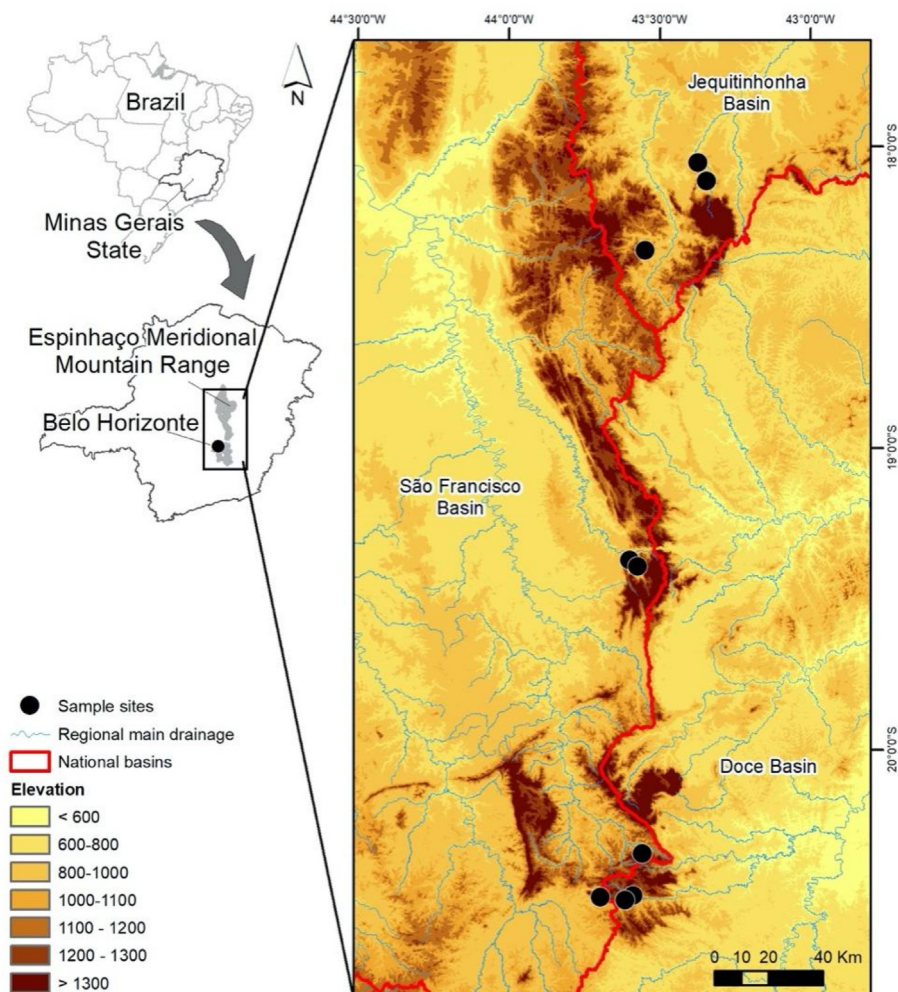 44°30'0"W
44°0'0"W
43°30'0"W
43°0'0"W
Brazil
N
Minas Gerais
State
Espinhaço Meridional
Mountain Range
Belo Horizonte
Jequitinhonha
Basin
18°0'0"S
São Francisco
Basin
19°0'0"S
Doce Basin
20°0'0"S
Sample sites
Regional main drainage
National basins
Elevation
< 600
600-800
800-1000
1000-1100
1100 - 1200
1200 - 1300
> 1300
0 10 20 40 Km